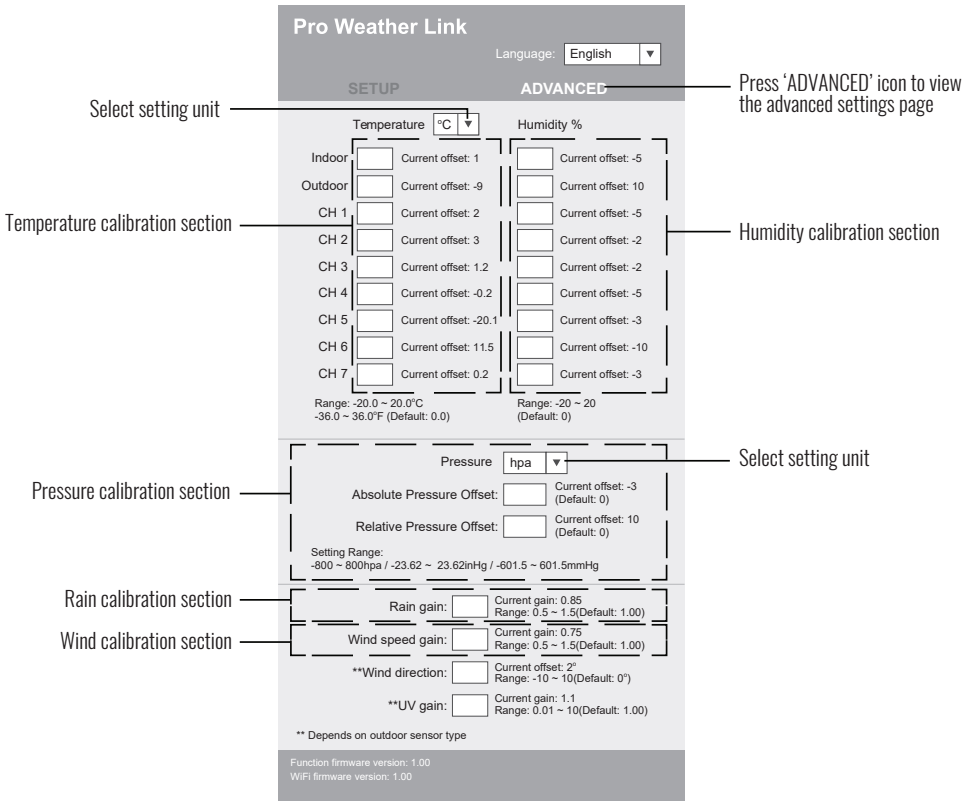 Pro Weather Link
Language: English
SETUP ADVANCED
Press ‘ADVANCED’ icon to view
the advanced settings page
Select setting unit
Temperature °C Humidity %
Indoor Current offset: 1 Current offset: -5
Outdoor Current offset: -9 Current offset: 10
CH 1 Current offset: 2 Current offset: -5
Temperature calibration section
CH 2 Current offset: 3 Current offset: -2
Humidity calibration section
CH 3 Current offset: 1.2 Current offset: -2
CH 4 Current offset: -0.2 Current offset: -5
CH 5 Current offset: -20.1 Current offset: -3
CH 6 Current offset: 11.5 Current offset: -10
CH 7 Current offset: 0.2 Current offset: -3
Range: -20.0 ~ 20.0°C
-36.0 ~ 36.0°F (Default: 0.0)
Range: -20 ~ 20
(Default: 0)
Pressure hpa
Select setting unit
Pressure calibration section
Absolute Pressure Offset: Current offset: -3
(Default: 0)
Relative Pressure Offset: Current offset: 10
(Default: 0)
Setting Range:
-800 ~ 800hpa / -23.62 ~ 23.62inHg / -601.5 ~ 601.5mmHg
Rain calibration section
Rain gain: Current gain: 0.85
Range: 0.5 ~ 1.5(Default: 1.00)
Wind calibration section
Wind speed gain: Current gain: 0.75
Range: 0.5 ~ 1.5(Default: 1.00)
**Wind direction: Current offset: 2°
Range: -10 ~ 10(Default: 0°)
**UV gain: Current gain: 1.1
Range: 0.01 ~ 10(Default: 1.00)
** Depends on outdoor sensor type
Function firmware version: 1.00
WiFi firmware version: 1.00